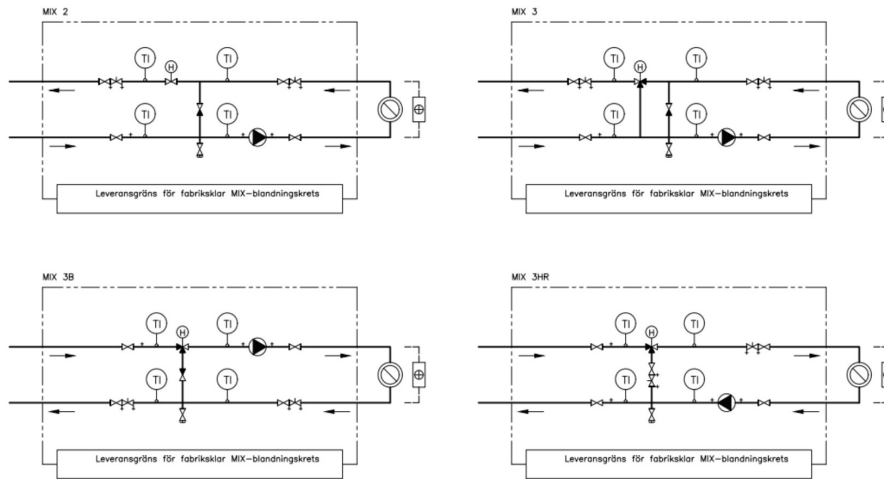 MIX 2
TI
H
TI
TI
TI
Leveransgräns för fabriksklar MIX-blandningskrets
MIX 3
TI
H
TI
TI
TI
Leveransgräns för fabriksklar MIX-blandningskrets
MIX 3B
TI
H
TI
TI
TI
Leveransgräns för fabriksklar MIX-blandningskrets
MIX 3HR
TI
H
TI
TI
TI
Leveransgräns för fabriksklar MIX-blandningskrets